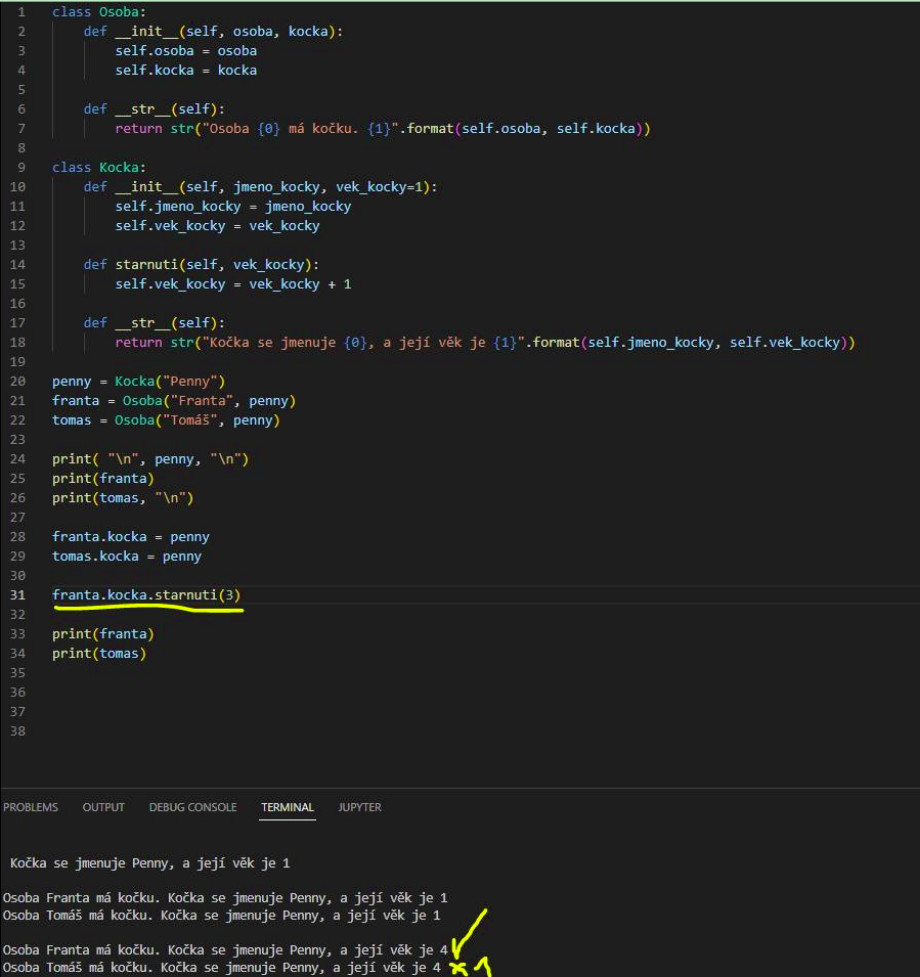 1 class Osoba:
2     def __init__(self, osoba, kocka):
3         self.osoba = osoba
4         self.kocka = kocka
5
6     def __str__(self):
7         return str("Osoba {0} má kočku. {1}".format(self.osoba, self.kocka))
8
9 class Kocka:
10     def __init__(self, jmeno_kocky, vek_kocky=1):
11         self.jmeno_kocky = jmeno_kocky
12         self.vek_kocky = vek_kocky
13
14     def starnuti(self, vek_kocky):
15         self.vek_kocky = vek_kocky + 1
16
17     def __str__(self):
18         return str("Kočka se jmenuje {0}, a její věk je {1}".format(self.jmeno_kocky, self.vek_kocky))
19
20 penny = Kocka("Penny")
21 franta = Osoba("Franta", penny)
22 tomas = Osoba("Tomáš", penny)
23
24 print( "\n", penny, "\n")
25 print(franta)
26 print(tomas, "\n")
27
28 franta.kocka = penny
29 tomas.kocka = penny
30
31 franta.kocka.starnuti(3)
32
33 print(franta)
34 print(tomas)
35
36
37
38
PROBLEMS OUTPUT DEBUG CONSOLE TERMINAL JUPYTER
Kočka se jmenuje Penny, a její věk je 1
Osoba Franta má kočku. Kočka se jmenuje Penny, a její věk je 1
Osoba Tomáš má kočku. Kočka se jmenuje Penny, a její věk je 1
Osoba Franta má kočku. Kočka se jmenuje Penny, a její věk je 4
Osoba Tomáš má kočku. Kočka se jmenuje Penny, a její věk je 4 x 1